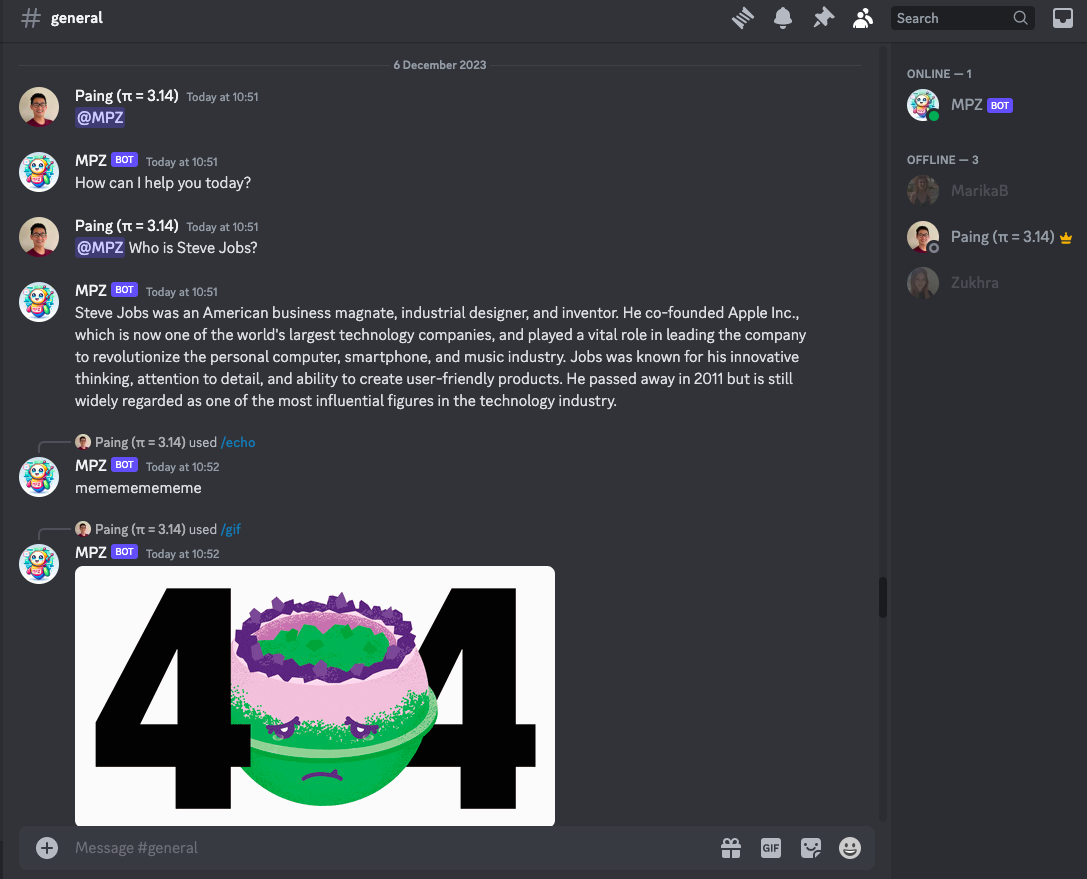 # general
Search
6 December 2023
Paing (π = 3.14) Today at 10:51
@MPZ
MPZ BOT Today at 10:51
How can I help you today?
Paing (π = 3.14) Today at 10:51
@MPZ Who is Steve Jobs?
MPZ BOT Today at 10:51
Steve Jobs was an American business magnate, industrial designer, and inventor. He co-founded Apple Inc.,
which is now one of the world's largest technology companies, and played a vital role in leading the company
to revolutionize the personal computer, smartphone, and music industry. Jobs was known for his innovative
thinking, attention to detail, and ability to create user-friendly products. He passed away in 2011 but is still
widely regarded as one of the most influential figures in the technology industry.
Paing (π = 3.14) used /echo
MPZ BOT Today at 10:52
memememememe
Paing (π = 3.14) used /gif
MPZ BOT Today at 10:52
4 4
Message #general
GIF
ONLINE — 1
MPZ BOT
OFFLINE — 3
MarikaB
Paing (π = 3.14)
Zukhra